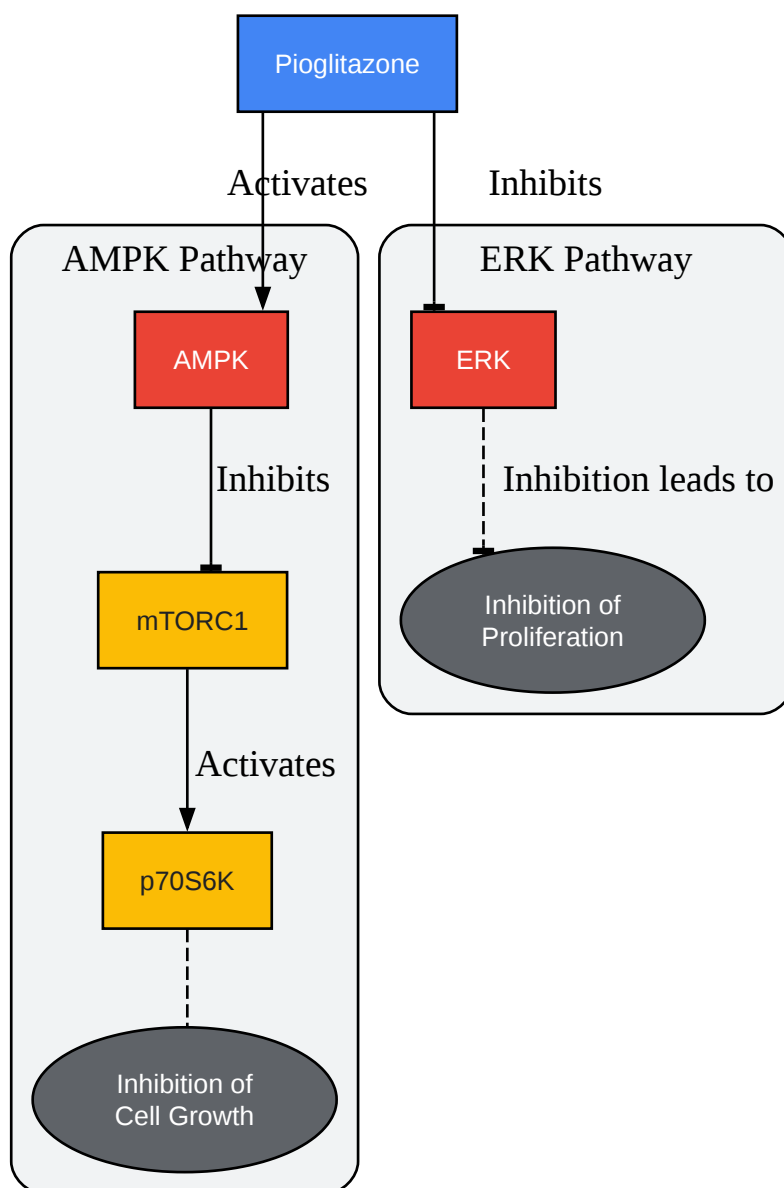 Pioglitazone
Activates
Inhibits
AMPK Pathway
ERK Pathway
AMPK
ERK
Inhibits
Inhibition leads to
mTORC1
Inhibition of
Proliferation
Activates
p70S6K
Inhibition of
Cell Growth